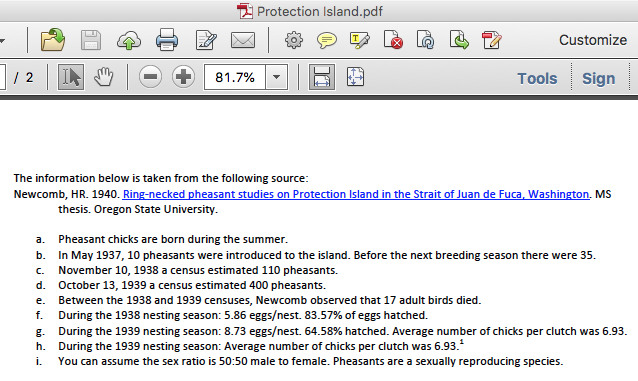 Protection Island.pdf
Customize
/ 2
81.7%
Tools
Sign
The information below is taken from the following source:
Newcomb, HR. 1940. Ring-necked pheasant studies on Protection Island in the Strait of Juan de Fuca, Washington. MS
thesis. Oregon State University.
a. Pheasant chicks are born during the summer.
b. In May 1937, 10 pheasants were introduced to the island. Before the next breeding season there were 35.
c. November 10, 1938 a census estimated 110 pheasants.
d. October 13, 1939 a census estimated 400 pheasants.
e. Between the 1938 and 1939 censuses, Newcomb observed that 17 adult birds died.
f. During the 1938 nesting season: 5.86 eggs/nest. 83.57% of eggs hatched.
g. During the 1939 nesting season: 8.73 eggs/nest. 64.58% hatched. Average number of chicks per clutch was 6.93.
h. During the 1939 nesting season: Average number of chicks per clutch was 6.93.¹
i. You can assume the sex ratio is 50:50 male to female. Pheasants are a sexually reproducing species.